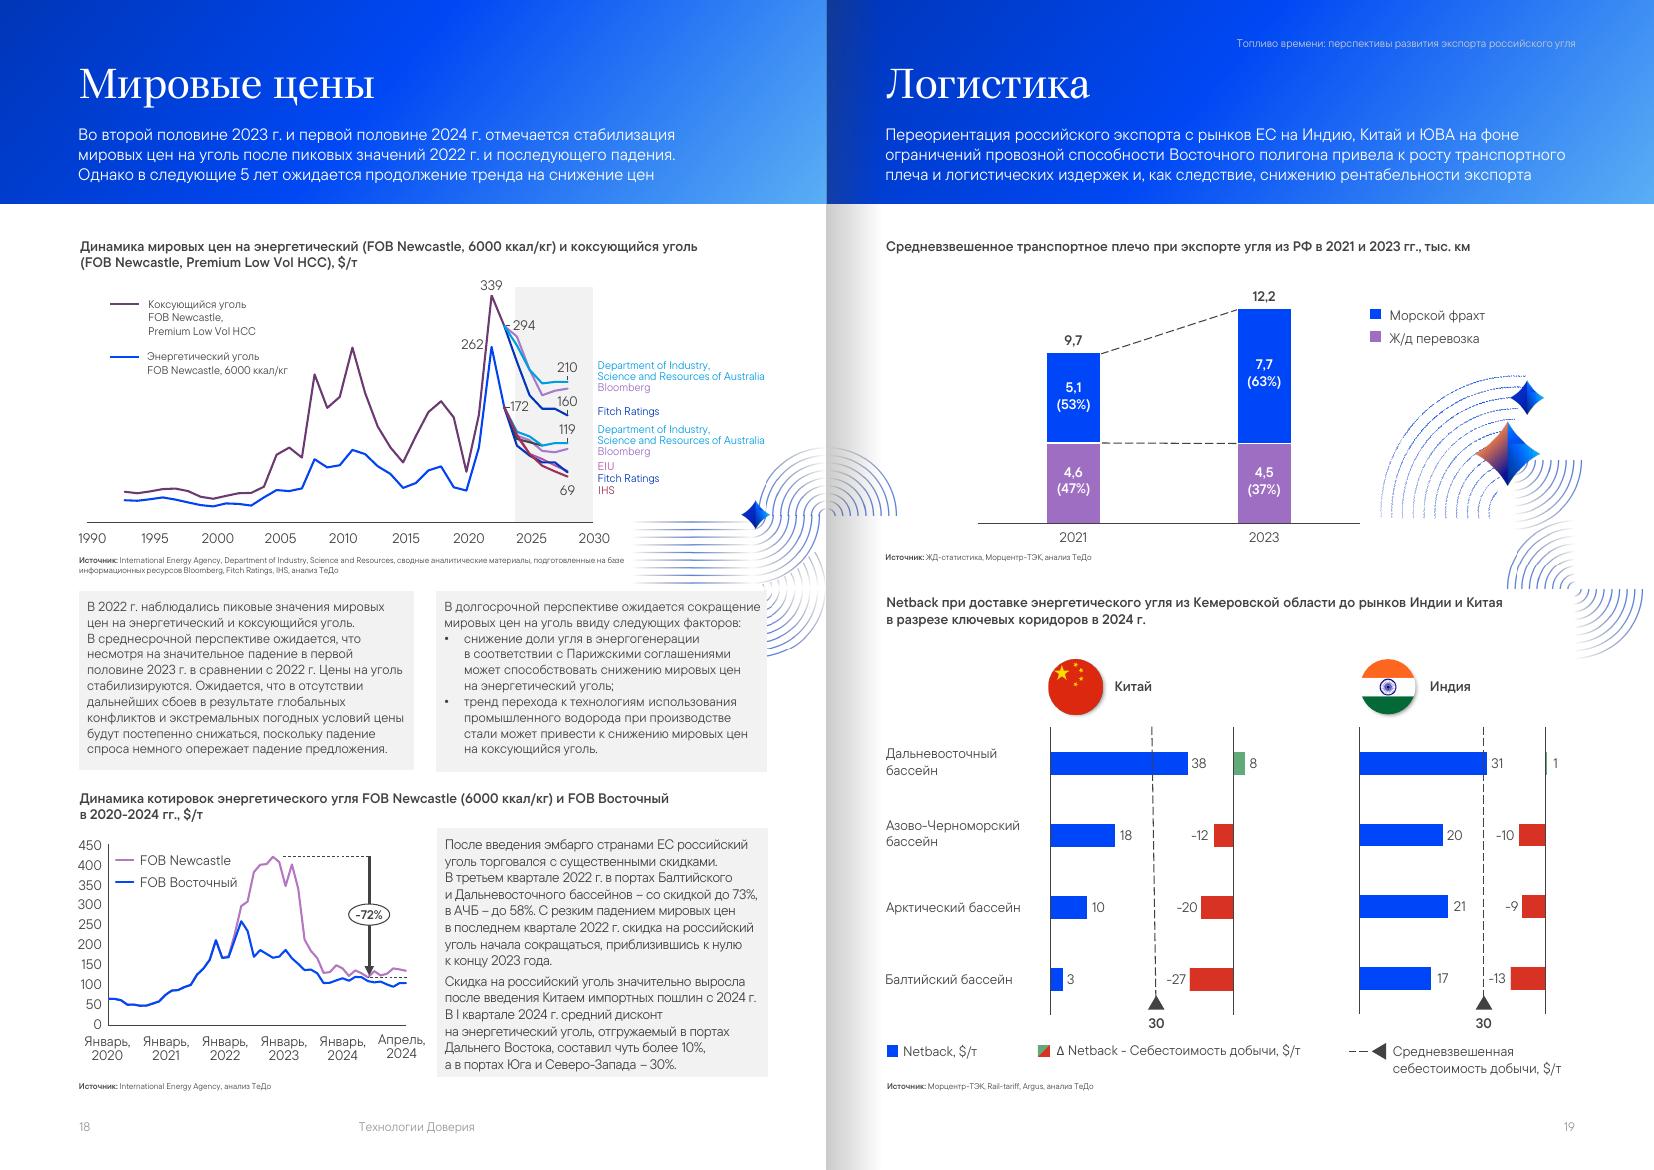 Мировые цены
Во второй половине 2023 г. и первой половине 2024 г. отмечается стабилизация
мировых цен на уголь после пиковых значений 2022 г. и последующего падения.
Однако в следующие 5 лет ожидается продолжение тренда на снижение цен
Динамика мировых цен на энергетический (FOB Newcastle, 6000 ккал/кг) и коксующийся уголь
(FOB Newcastle, Premium Low Vol HCC), $/т
Коксующийся уголь
FOB Newcastle,
Premium Low Vol HCC
Энергетический уголь
FOB Newcastle, 6000 ккал/кг
339
294
262
210
172
160
119
69
Department of Industry,
Science and Resources of Australia
Bloomberg
Fitch Ratings
Department of Industry,
Science and Resources of Australia
Bloomberg
EIU
Fitch Ratings
IHS
1990 1995 2000 2005 2010 2015 2020 2025 2030
Источник: International Energy Agency, Department of Industry, Science and Resources, сводные аналитические материалы, подготовленные на базе
информационных ресурсов Bloomberg, Fitch Ratings, IHS, анализ ТеДо
В 2022 г. наблюдались пиковые значения мировых
цен на энергетический и коксующийся уголь.
В среднесрочной перспективе ожидается, что
несмотря на значительное падение в первой
половине 2023 г. в сравнении с 2022 г. Цены на уголь
стабилизируются. Ожидается, что в отсутствии
дальнейших сбоев в результате глобальных
конфликтов и экстремальных погодных условий цены
будут постепенно снижаться, поскольку падение
спроса немного опережает падение предложения.
В долгосрочной перспективе ожидается сокращение
мировых цен на уголь ввиду следующих факторов:
• снижение доли угля в энергогенерации
в соответствии с Парижскими соглашениями
может способствовать снижению мировых цен
на энергетический уголь;
• тренд перехода к технологиям использования
промышленного водорода при производстве
стали может привести к снижению мировых цен
на коксующийся уголь.
Динамика котировок энергетического угля FOB Newcastle (6000 ккал/кг) и FOB Восточный
в 2020-2024 гг., $/т
450
400
350
300
250
200
150
100
50
0
FOB Newcastle
FOB Восточный
-72%
Январь, Январь, Январь, Январь, Январь, Апрель,
2020 2021 2022 2023 2024 2024
Источник: International Energy Agency, анализ ТеДо
После введения эмбарго странами ЕС российский
уголь торговался с существенными скидками.
В третьем квартале 2022 г. в портах Балтийского
и Дальневосточного бассейнов – со скидкой до 73%,
в АЧБ – до 58%. С резким падением мировых цен
в последнем квартале 2022 г. скидка на российский
уголь начала сокращаться, приблизившись к нулю
к концу 2023 года.
Скидка на российский уголь значительно выросла
после введения Китаем импортных пошлин с 2024 г.
В I квартале 2024 г. средний дисконт
на энергетический уголь, отгружаемый в портах
Дальнего Востока, составил чуть более 10%,
а в портах Юга и Северо-Запада – 30%.
18
Технологии Доверия
Топливо времени: перспективы развития экспорта российского угля
Логистика
Переориентация российского экспорта с рынков ЕС на Индию, Китай и ЮВА на фоне
ограничений провозной способности Восточного полигона привела к росту транспортного
плеча и логистических издержек и, как следствие, снижению рентабельности экспорта
Средневзвешенное транспортное плечо при экспорте угля из РФ в 2021 и 2023 гг., тыс. км
9,7
12,2
5,1
(53%)
7,7
(63%)
4,6
(47%)
4,5
(37%)
2021 2023
Морской фрахт
Ж/д перевозка
Источник: ЖД-статистика, Морцентр-ТЭК, анализ ТеДо
Netback при доставке энергетического угля из Кемеровской области до рынков Индии и Китая
в разрезе ключевых коридоров в 2024 г.
Китай
Индия
Дальневосточный
бассейн
38 8 31 1
Азово-Черноморский
бассейн
18 -12 20 -10
Арктический бассейн 10 -20 21 -9
Балтийский бассейн 3 -27 17 -13
30 30
Netback, $/т
Δ Netback - Себестоимость добычи, $/т
Средневзвешенная
себестоимость добычи, $/т
Источник: Морцентр-ТЭК, Rail-tariff, Argus, анализ ТеДо
19